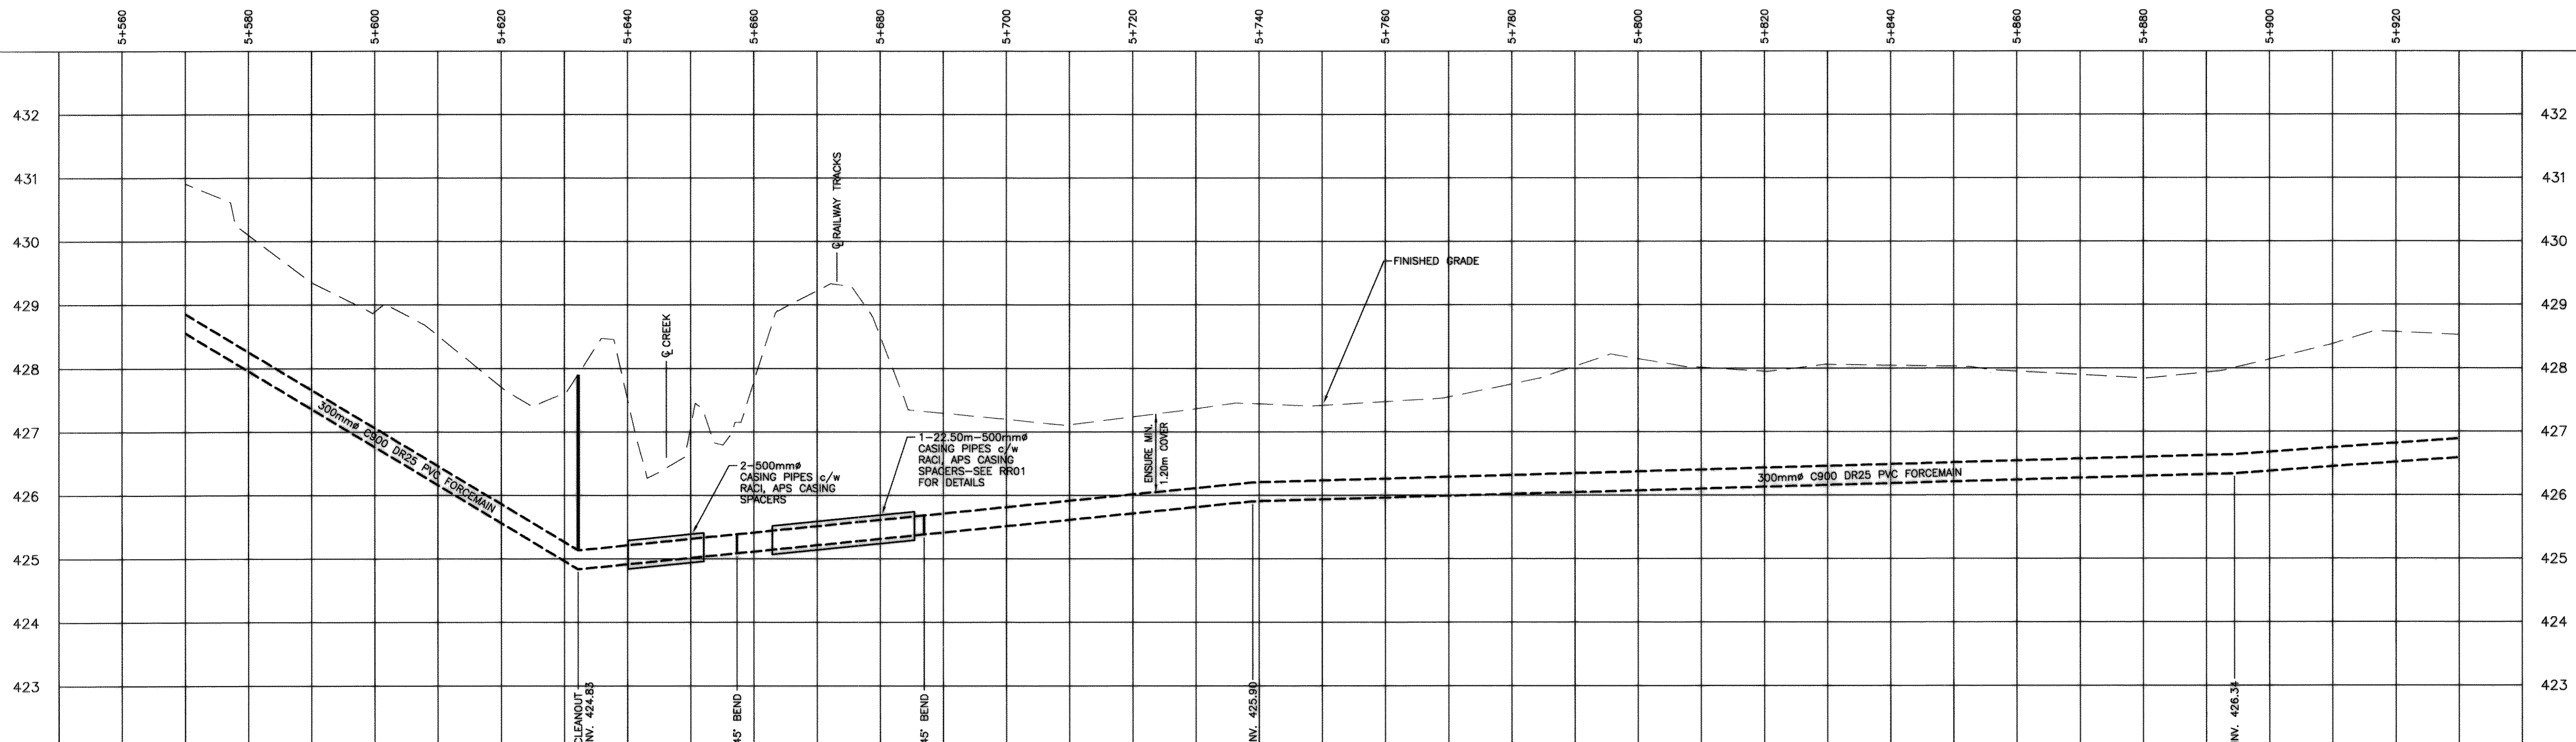 5+560
5+580
5+600
5+620
5+640
5+660
5+680
5+700
5+720
5+740
5+760
5+780
5+800
5+820
5+840
5+860
5+880
5+900
5+920
432
432
431
431
430
430
429
429
428
428
427
427
426
426
425
425
424
424
423
423
℄ RAILWAY TRACKS
FINISHED GRADE
℄ CREEK
300mmø C900 DR25 PVC FORCEMAIN
2-500mmø
CASING PIPES c/w
RACI, APS CASING
SPACERS
1-22.50m-500mmø
CASING PIPES c/w
RACI, APS CASING
SPACERS-SEE RR01
FOR DETAILS
ENSURE MIN.
1.20m COVER
300mmø C900 DR25 PVC FORCEMAIN
CLEANOUT
INV. 424.83
45° BEND
45° BEND
INV. 425.90
INV. 426.34